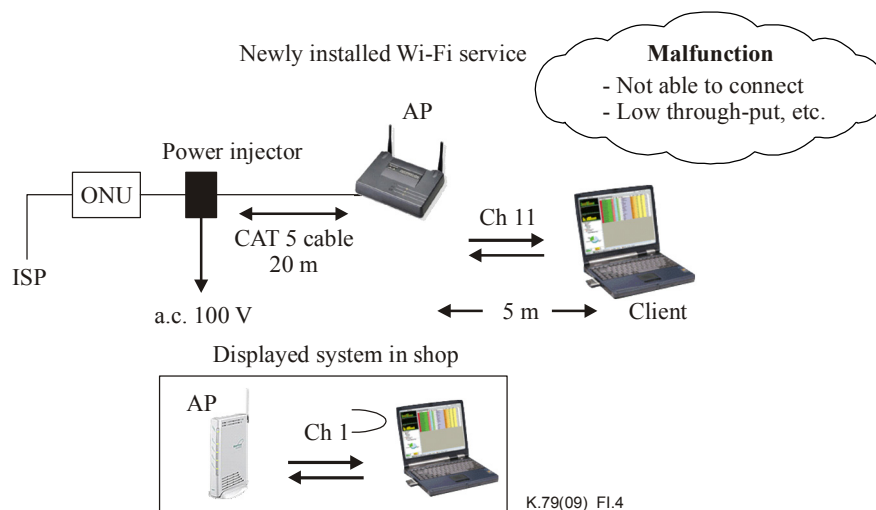 Newly installed Wi-Fi service
Malfunction
- Not able to connect
- Low through-put, etc.
AP
Power injector
ONU
CAT 5 cable
20 m
Ch 11
ISP
a.c. 100 V
5 m
Client
Displayed system in shop
AP
Ch 1
K.79(09)_FI.4